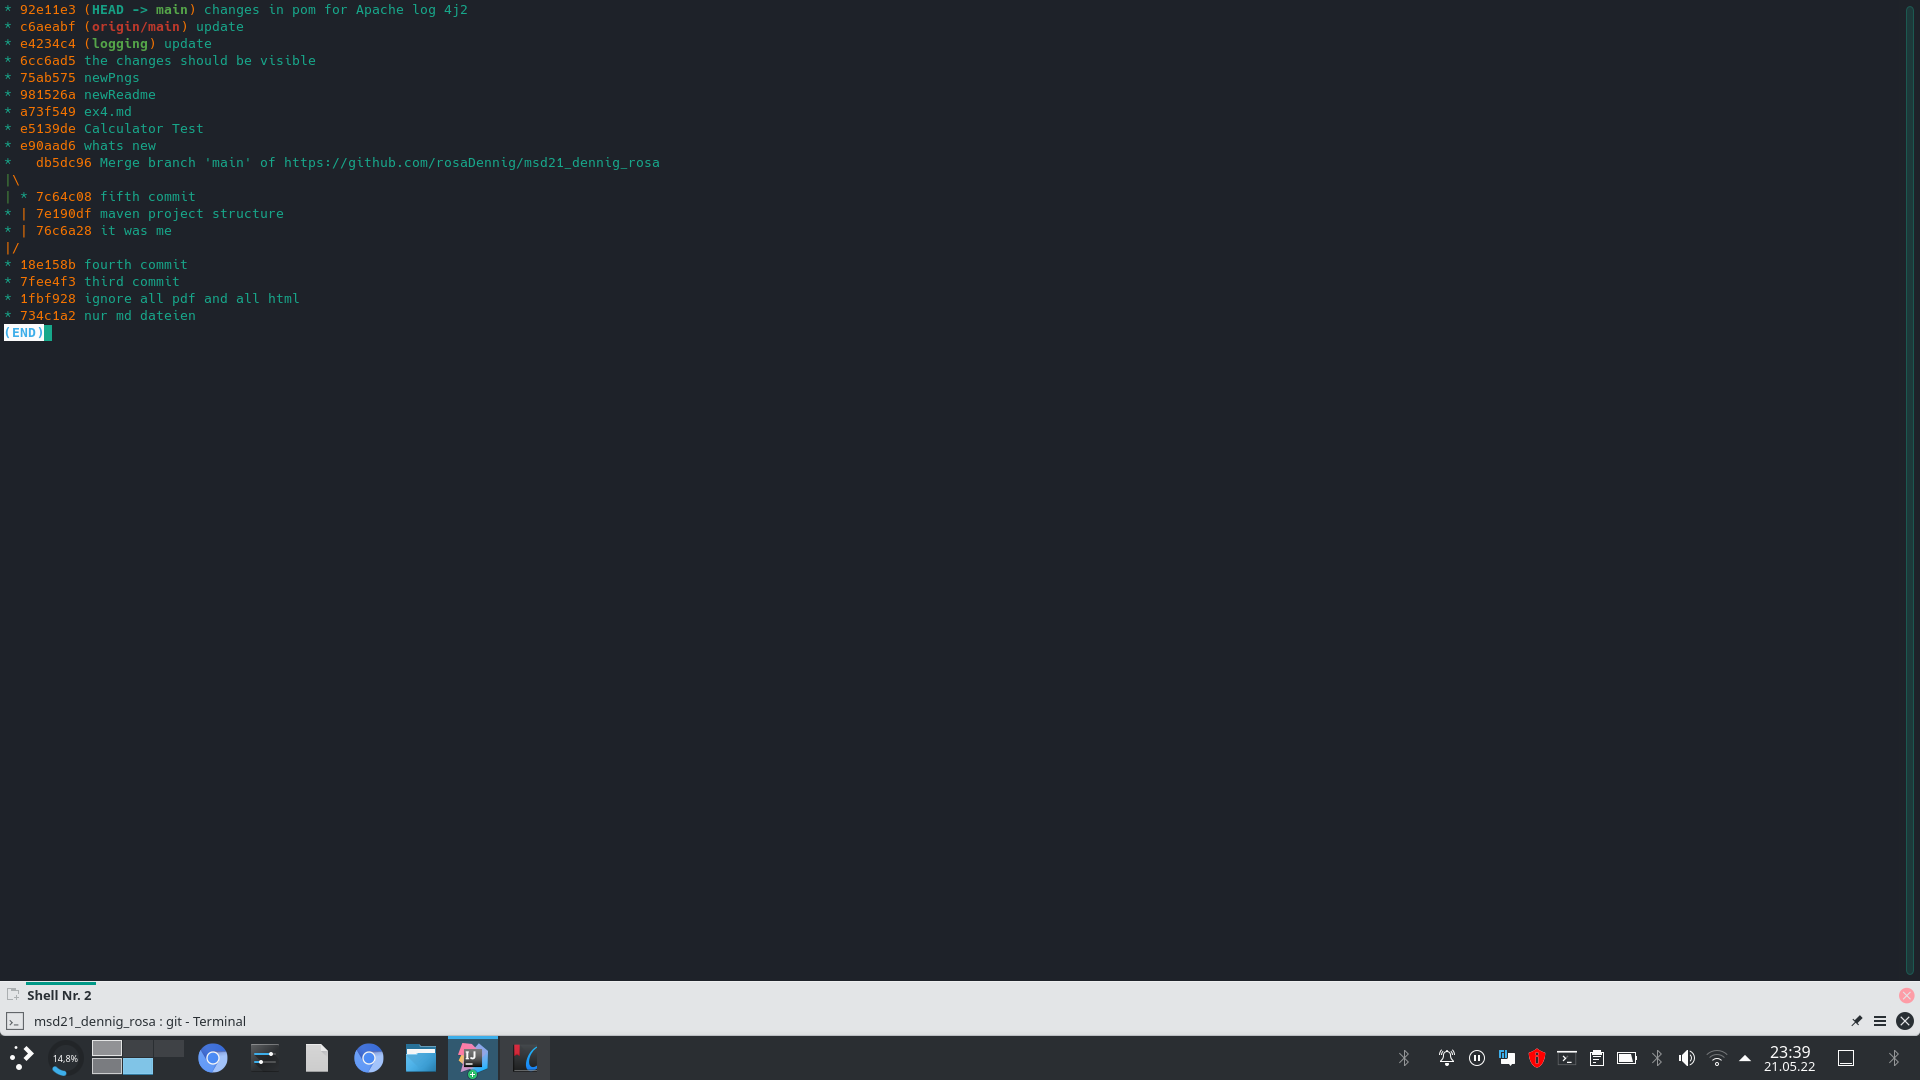 * 92e11e3 (HEAD -> main) changes in pom for Apache log 4j2
* c6aeabf (origin/main) update
* e4234c4 (logging) update
* 6cc6ad5 the changes should be visible
* 75ab575 newPngs
* 981526a newReadme
* a73f549 ex4.md
* e5139de Calculator Test
* e90aad6 whats new
*   db5dc96 Merge branch 'main' of https://github.com/rosaDennig/msd21_dennig_rosa
|\
| * 7c64c08 fifth commit
* | 7e190df maven project structure
* | 76c6a28 it was me
|/
* 18e158b fourth commit
* 7fee4f3 third commit
* 1fbf928 ignore all pdf and all html
* 734c1a2 nur md dateien
(END)
Shell Nr. 2
msd21_dennig_rosa : git - Terminal
14,8%
IJ
23:39
21.05.22